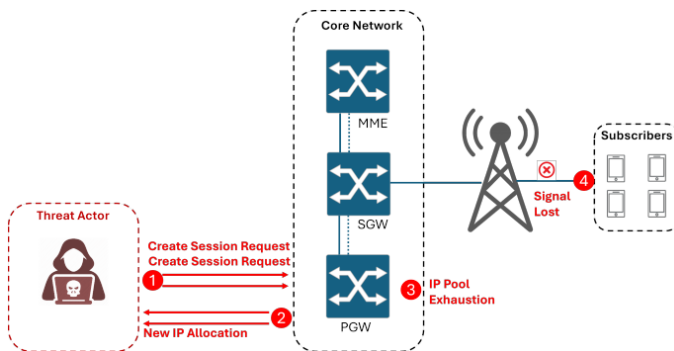 Core Network
MME
SGW
PGW
Subscribers
4
Signal
Lost
Threat Actor
Create Session Request
Create Session Request
1
2
New IP Allocation
3
IP Pool
Exhaustion